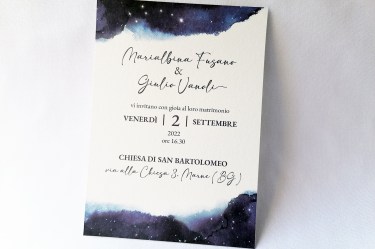 Marialbina Fusano
&
Giulio Vanoli
vi invitano con gioia al loro matrimonio
VENERDÌ | 2 | SETTEMBRE
2022
ore 16.30
CHIESA DI SAN BARTOLOMEO
via alla Chiesa 3, Marne (BG)